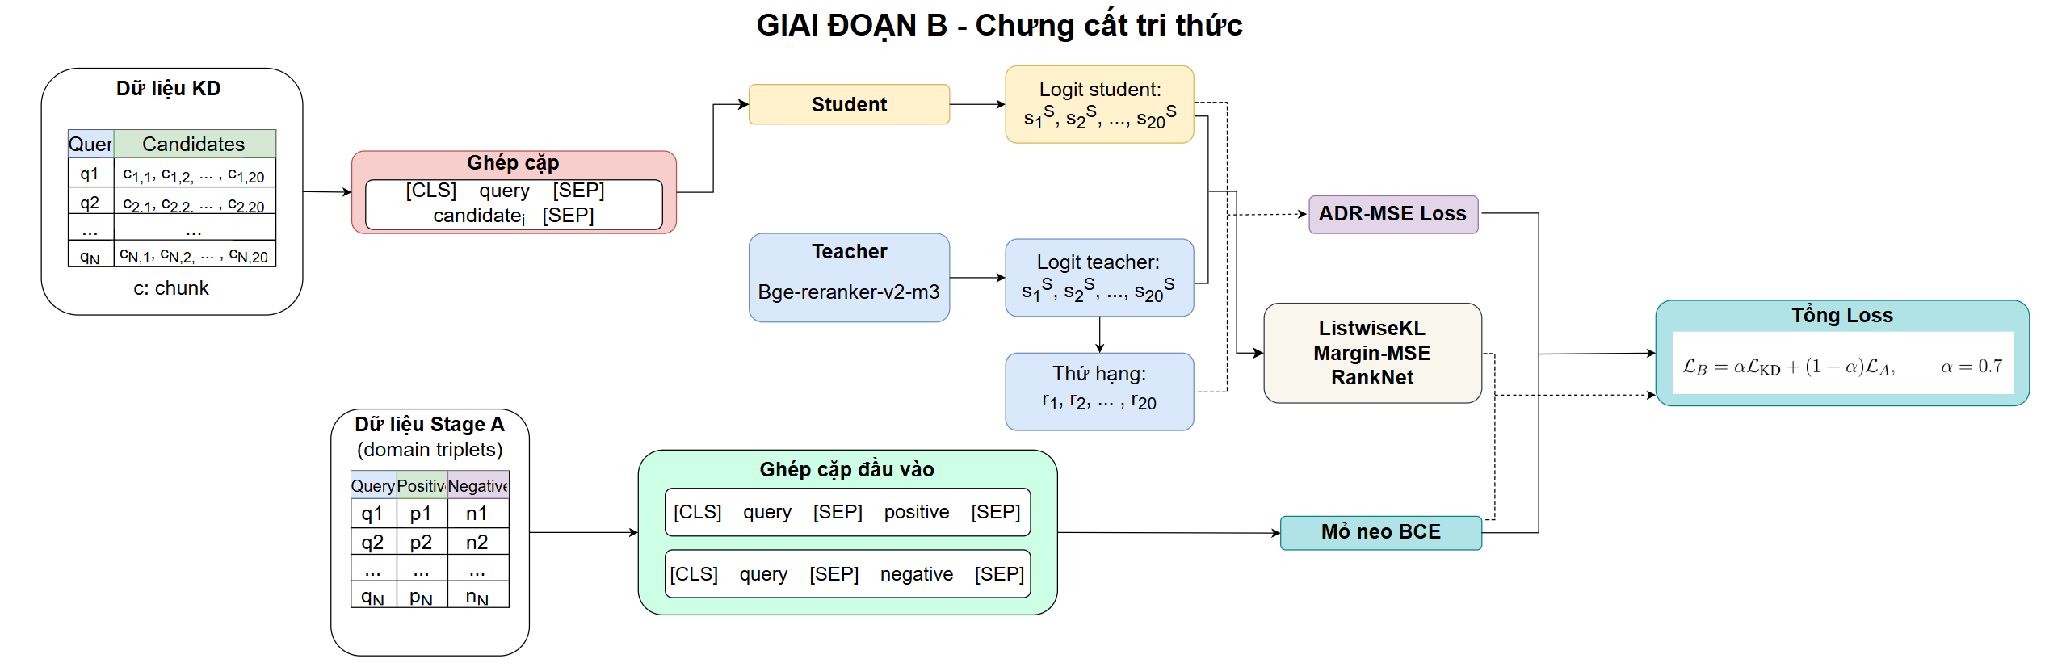 GIAI ĐOẠN B - Chưng cất tri thức
Dữ liệu KD
Quer Candidates
q1 c1,1, c1,2, ... , c1,20
q2 c2,1, c2,2, ... , c2,20
... ...
qN cN,1, cN,2, ... , cN,20
c: chunk
Ghép cặp
[CLS] query [SEP]
candidatei [SEP]
Student
Logit student:
s1S, s2S, ..., s20S
Teacher
Bge-reranker-v2-m3
Logit teacher:
s1S, s2S, ..., s20S
Thứ hạng:
r1, r2, ... , r20
ADR-MSE Loss
ListwiseKL
Margin-MSE
RankNet
Tổng Loss
ℒB = αℒKD + (1 − α)ℒA, α = 0.7
Dữ liệu Stage A
(domain triplets)
Query Positiv Negative
q1 p1 n1
q2 p2 n2
... ... ...
qN pN nN
Ghép cặp đầu vào
[CLS] query [SEP] positive [SEP]
[CLS] query [SEP] negative [SEP]
Mỏ neo BCE